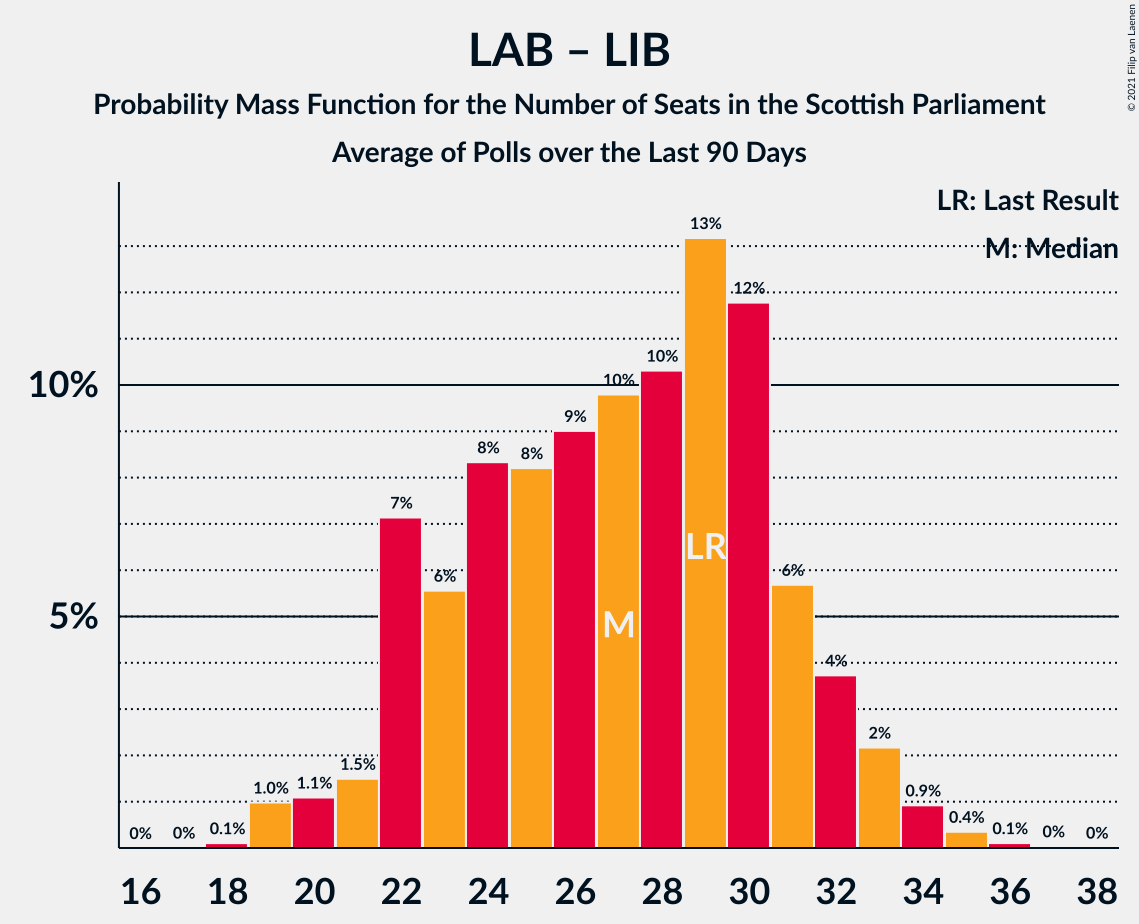 © 2021 Filip van Laenen
LAB – LIB
Probability Mass Function for the Number of Seats in the Scottish Parliament
Average of Polls over the Last 90 Days
LR: Last Result
M: Median
10%
5%
0% 0% 0.1% 1.0% 1.1% 1.5% 7% 6% 8% 8% 9% 10% 10% 13% 12% 6% 4% 2% 0.9% 0.4% 0.1% 0% 0%
LR
M
16 18 20 22 24 26 28 30 32 34 36 38